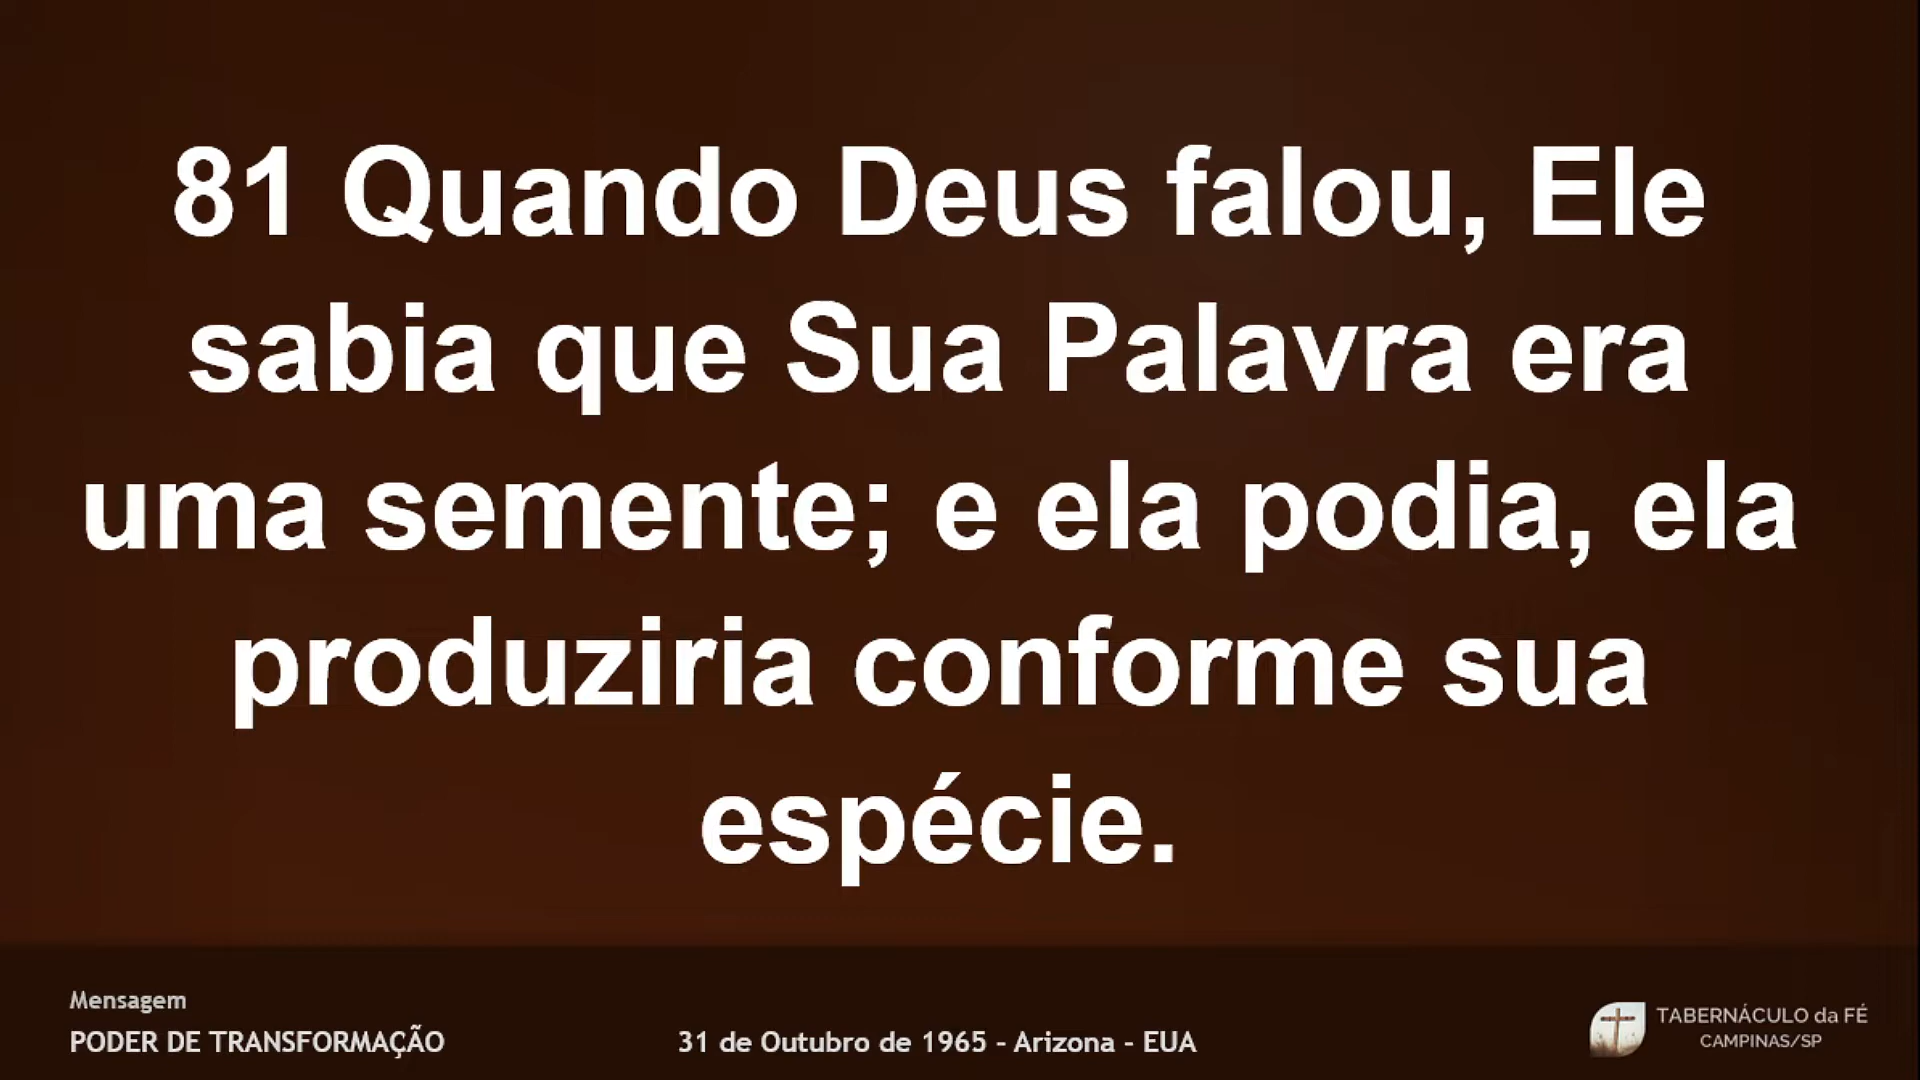 81 Quando Deus falou, Ele
sabia que Sua Palavra era
uma semente; e ela podia, ela
produziria conforme sua
espécie.
Mensagem
PODER DE TRANSFORMAÇÃO
31 de Outubro de 1965 - Arizona - EUA
TABERNÁCULO da FÉ
CAMPINAS/SP